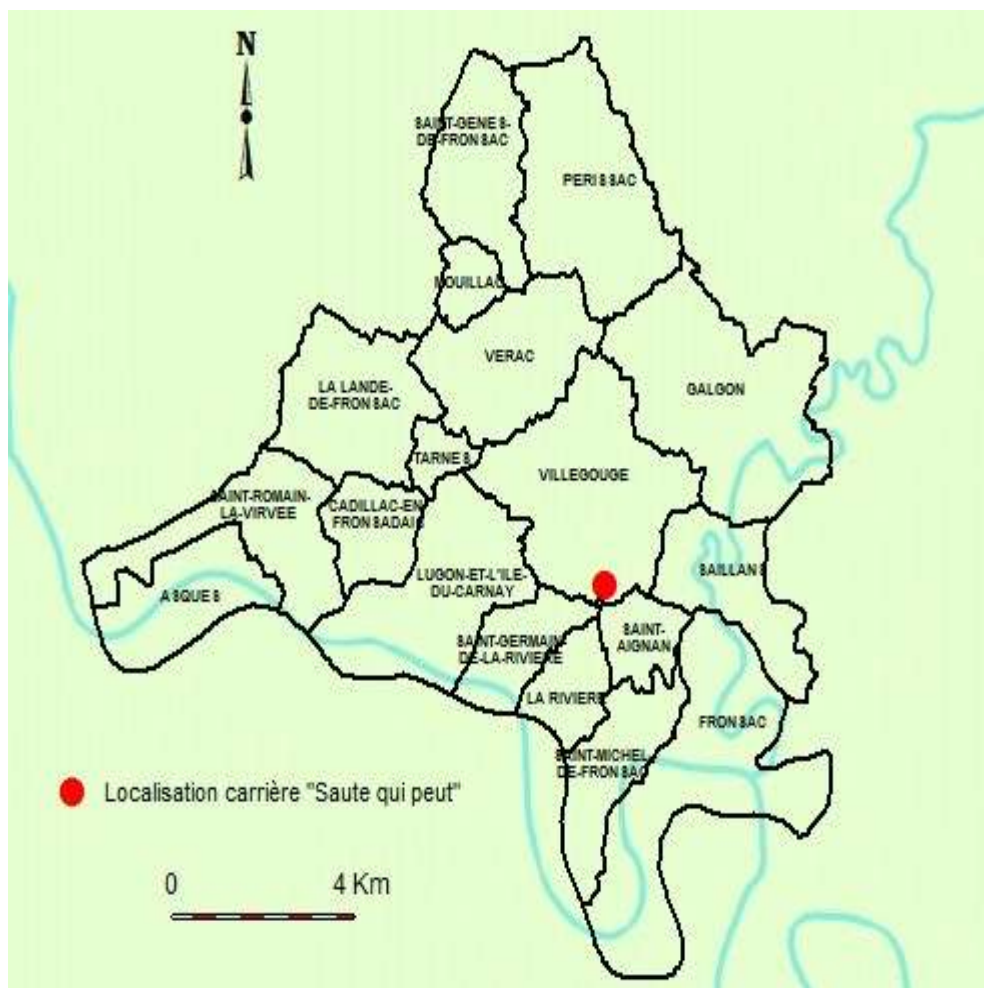 N
SAINT-GENES-
DE-FRONSAC
PERISSAC
MOUILLAC
VERAC
LA LANDE-
DE-FRONSAC
GALGON
TARNES
VILLEGOUGE
SAINT-ROMAIN-
LA-VIRVEE
CADILLAC-EN-
FRONSADAIS
LUGON-ET-L'ILE-
DU-CARNAY
SAILLANS
ASQUES
SAINT-GERMAIN-
DE-LA-RIVIERE
SAINT-
AIGNAN
LA RIVIERE
FRONSAC
SAINT-MICHEL-
DE-FRONSAC
Localisation carrière "Saute qui peut"
0 4 Km